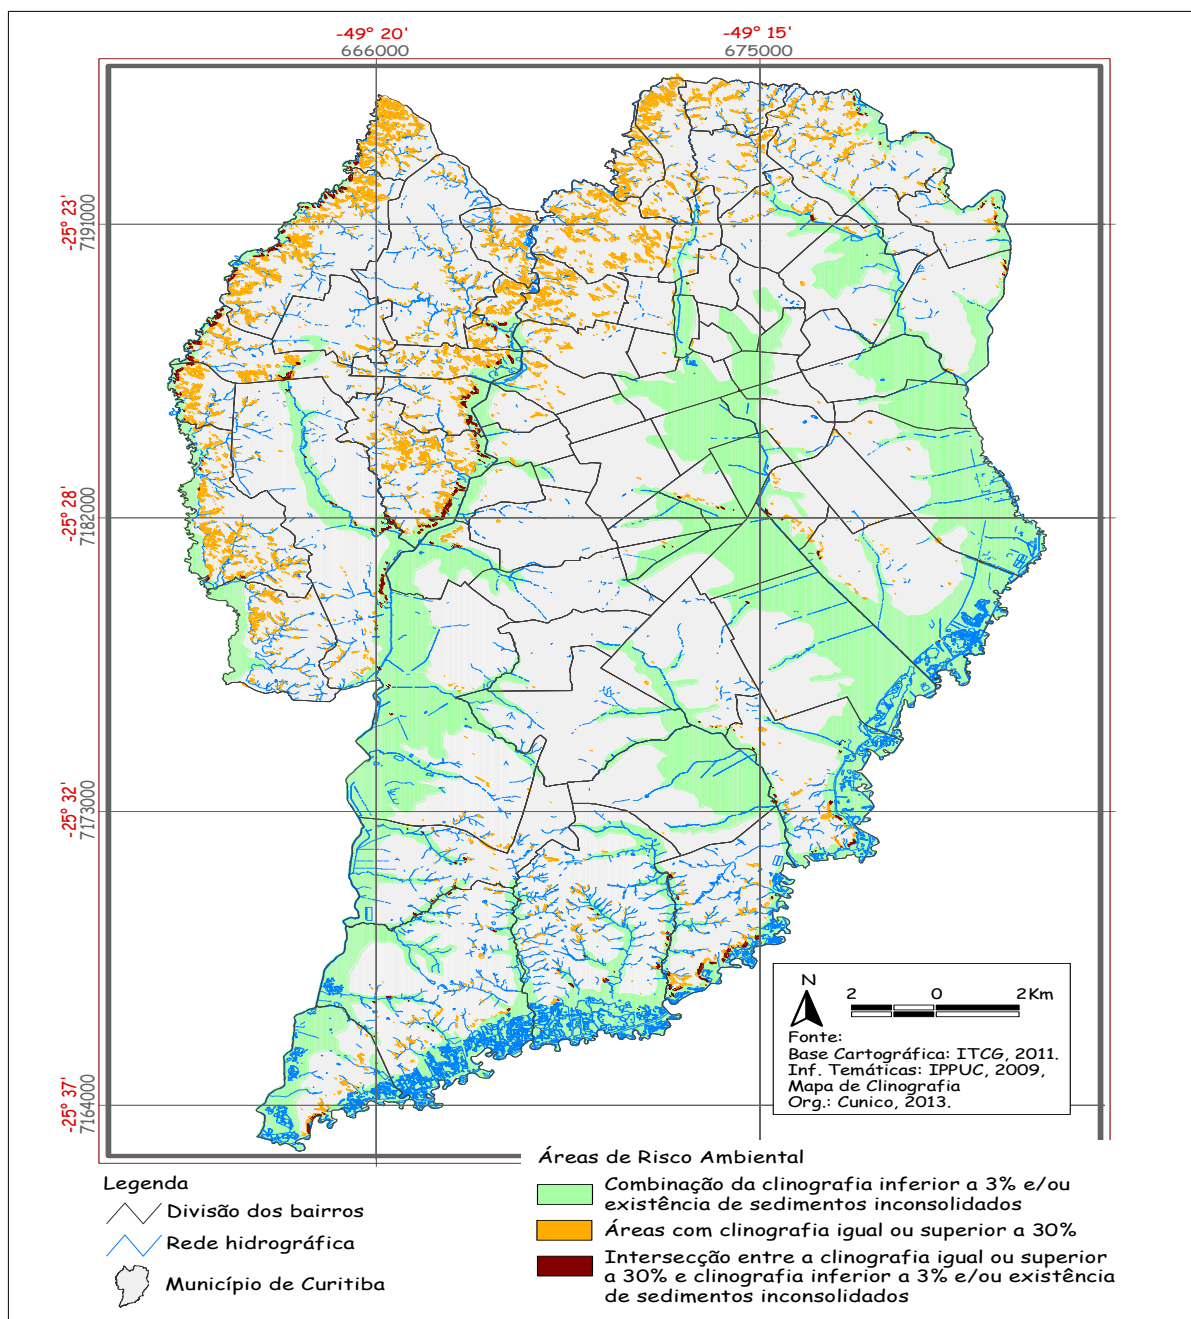 -49° 20'
666000
-49° 15'
675000
-25° 23'
7191000
-25° 28'
7182000
-25° 32'
7173000
-25° 37'
7164000
N
2 0 2Km
Fonte:
Base Cartográfica: ITCG, 2011.
Inf. Temáticas: IPPUC, 2009,
Mapa de Clinografia
Org.: Cunico, 2013.
Legenda
Divisão dos bairros
Rede hidrográfica
Município de Curitiba
Áreas de Risco Ambiental
Combinação da clinografia inferior a 3% e/ou
existência de sedimentos inconsolidados
Áreas com clinografia igual ou superior a 30%
Intersecção entre a clinografia igual ou superior
a 30% e clinografia inferior a 3% e/ou existência
de sedimentos inconsolidados